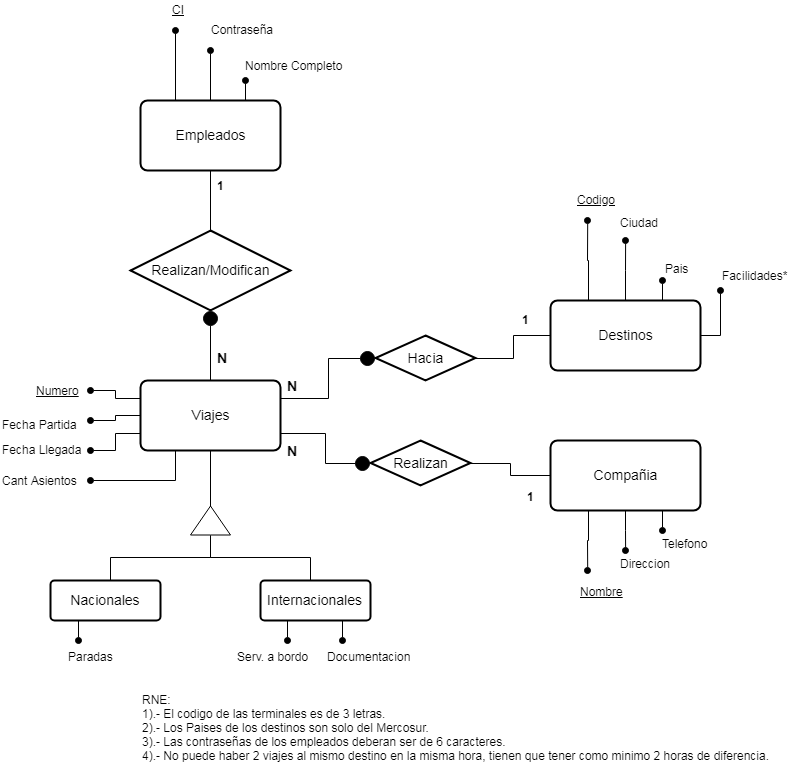 CI
Contraseña
Nombre Completo
Empleados
1
Realizan/Modifican
N
Codigo
Ciudad
Pais
Facilidades*
1
Destinos
Hacia
N
Numero
Viajes
Fecha Partida
Fecha Llegada
N
Cant Asientos
Realizan
Compañia
1
Telefono
Direccion
Nombre
Nacionales
Internacionales
Paradas
Serv. a bordo
Documentacion
RNE:
1).- El codigo de las terminales es de 3 letras.
2).- Los Paises de los destinos son solo del Mercosur.
3).- Las contraseñas de los empleados deberan ser de 6 caracteres.
4).- No puede haber 2 viajes al mismo destino en la misma hora, tienen que tener como minimo 2 horas de diferencia.